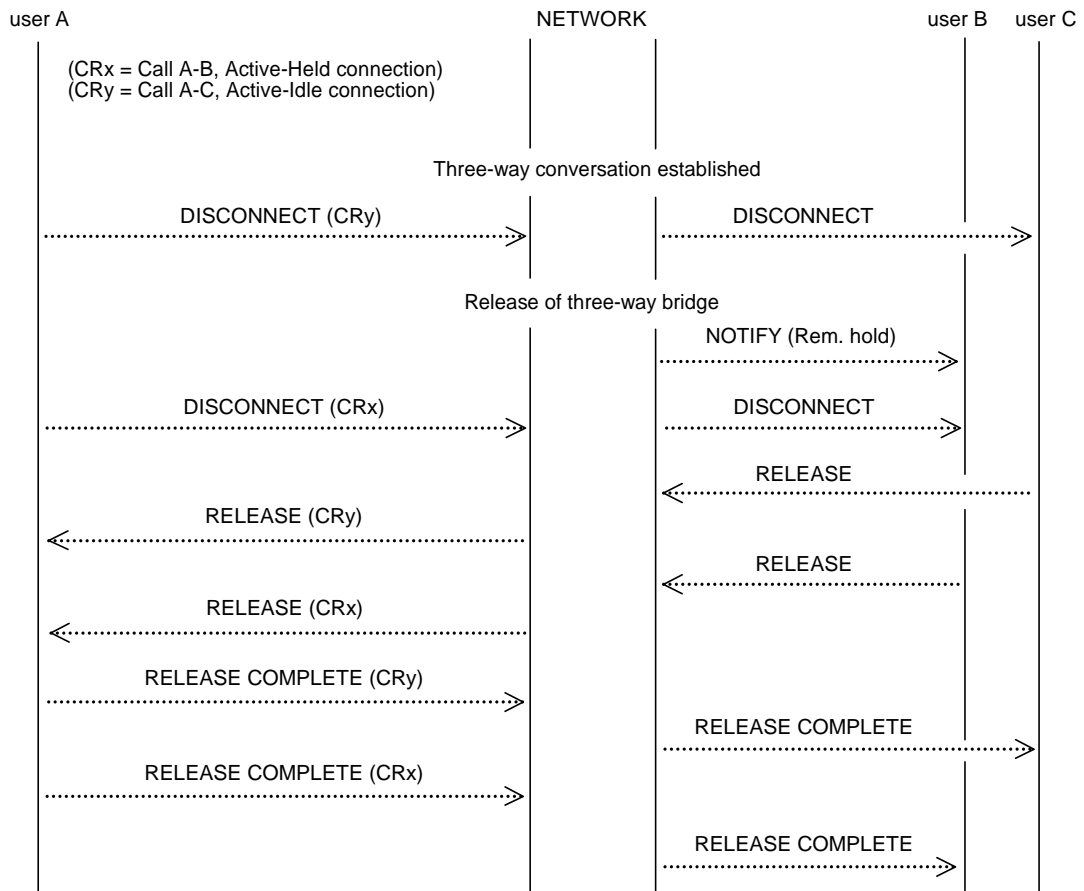 user A
NETWORK
user B
user C
(CRx = Call A-B, Active-Held connection)
(CRy = Call A-C, Active-Idle connection)
Three-way conversation established
DISCONNECT (CRy)
DISCONNECT
Release of three-way bridge
NOTIFY (Rem. hold)
DISCONNECT (CRx)
DISCONNECT
RELEASE
RELEASE (CRy)
RELEASE
RELEASE (CRx)
RELEASE COMPLETE (CRy)
RELEASE COMPLETE
RELEASE COMPLETE (CRx)
RELEASE COMPLETE